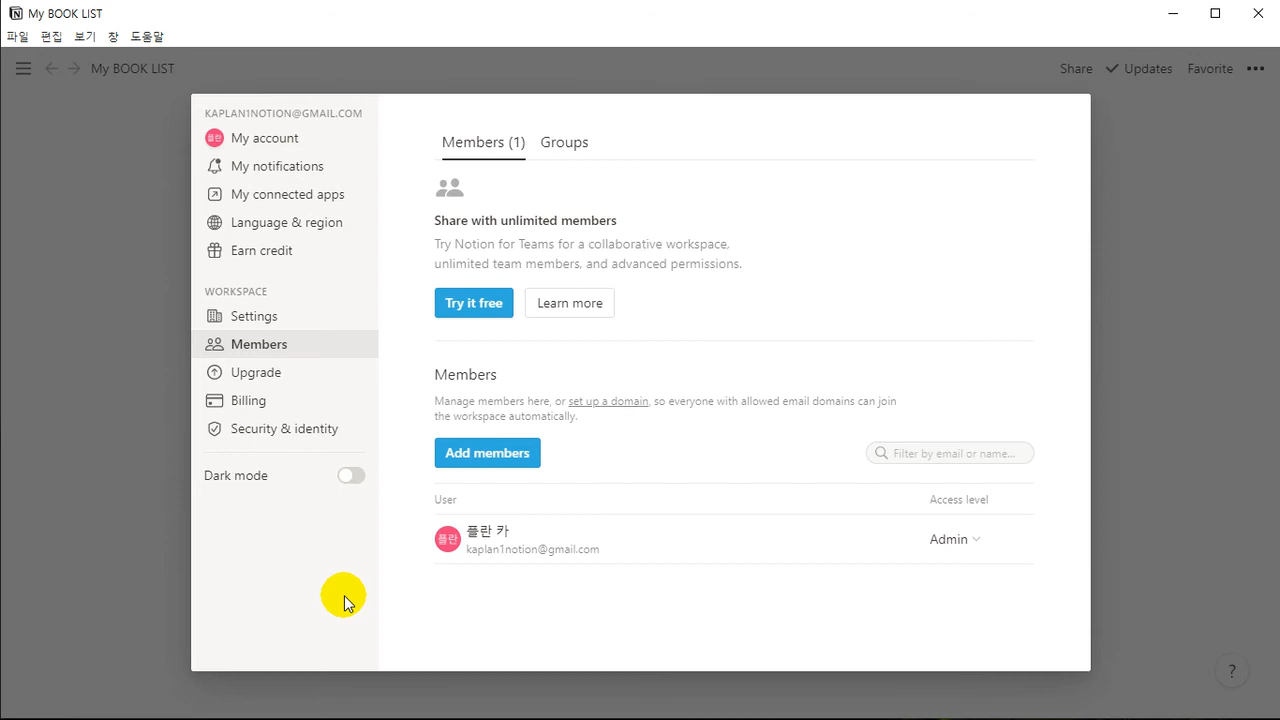 My BOOK LIST
파일 편집 보기 창 도움말
My BOOK LIST
Share Updates Favorite
KAPLAN1NOTION@GMAIL.COM
플란 My account
My notifications
My connected apps
Language & region
Earn credit
WORKSPACE
Settings
Members
Upgrade
Billing
Security & identity
Dark mode
Members (1) Groups
Share with unlimited members
Try Notion for Teams for a collaborative workspace,
unlimited team members, and advanced permissions.
Try it free Learn more
Members
Manage members here, or set up a domain, so everyone with allowed email domains can join
the workspace automatically.
Add members Filter by email or name...
User Access level
플란 플란 카
kaplan1notion@gmail.com
Admin
?